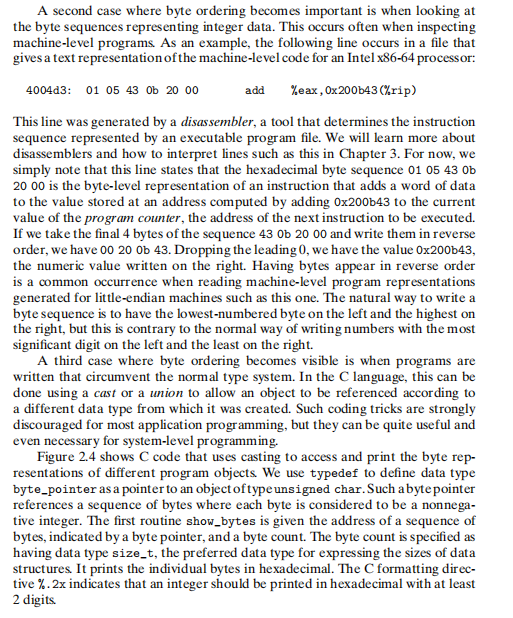 A second case where byte ordering becomes important is when looking at
the byte sequences representing integer data. This occurs often when inspecting
machine-level programs. As an example, the following line occurs in a file that
gives a text representation of the machine-level code for an Intel x86-64 processor:
4004d3: 01 05 43 0b 20 00 add %eax,0x200b43(%rip)
This line was generated by a disassembler, a tool that determines the instruction
sequence represented by an executable program file. We will learn more about
disassemblers and how to interpret lines such as this in Chapter 3. For now, we
simply note that this line states that the hexadecimal byte sequence 01 05 43 0b
20 00 is the byte-level representation of an instruction that adds a word of data
to the value stored at an address computed by adding 0x200b43 to the current
value of the program counter, the address of the next instruction to be executed.
If we take the final 4 bytes of the sequence 43 0b 20 00 and write them in reverse
order, we have 00 20 0b 43. Dropping the leading 0, we have the value 0x200b43,
the numeric value written on the right. Having bytes appear in reverse order
is a common occurrence when reading machine-level program representations
generated for little-endian machines such as this one. The natural way to write a
byte sequence is to have the lowest-numbered byte on the left and the highest on
the right, but this is contrary to the normal way of writing numbers with the most
significant digit on the left and the least on the right.
A third case where byte ordering becomes visible is when programs are
written that circumvent the normal type system. In the C language, this can be
done using a cast or a union to allow an object to be referenced according to
a different data type from which it was created. Such coding tricks are strongly
discouraged for most application programming, but they can be quite useful and
even necessary for system-level programming.
Figure 2.4 shows C code that uses casting to access and print the byte rep-
resentations of different program objects. We use typedef to define data type
byte_pointer as a pointer to an object of type unsigned char. Such a byte pointer
references a sequence of bytes where each byte is considered to be a nonnega-
tive integer. The first routine show_bytes is given the address of a sequence of
bytes, indicated by a byte pointer, and a byte count. The byte count is specified as
having data type size_t, the preferred data type for expressing the sizes of data
structures. It prints the individual bytes in hexadecimal. The C formatting direc-
tive %.2x indicates that an integer should be printed in hexadecimal with at least
2 digits.